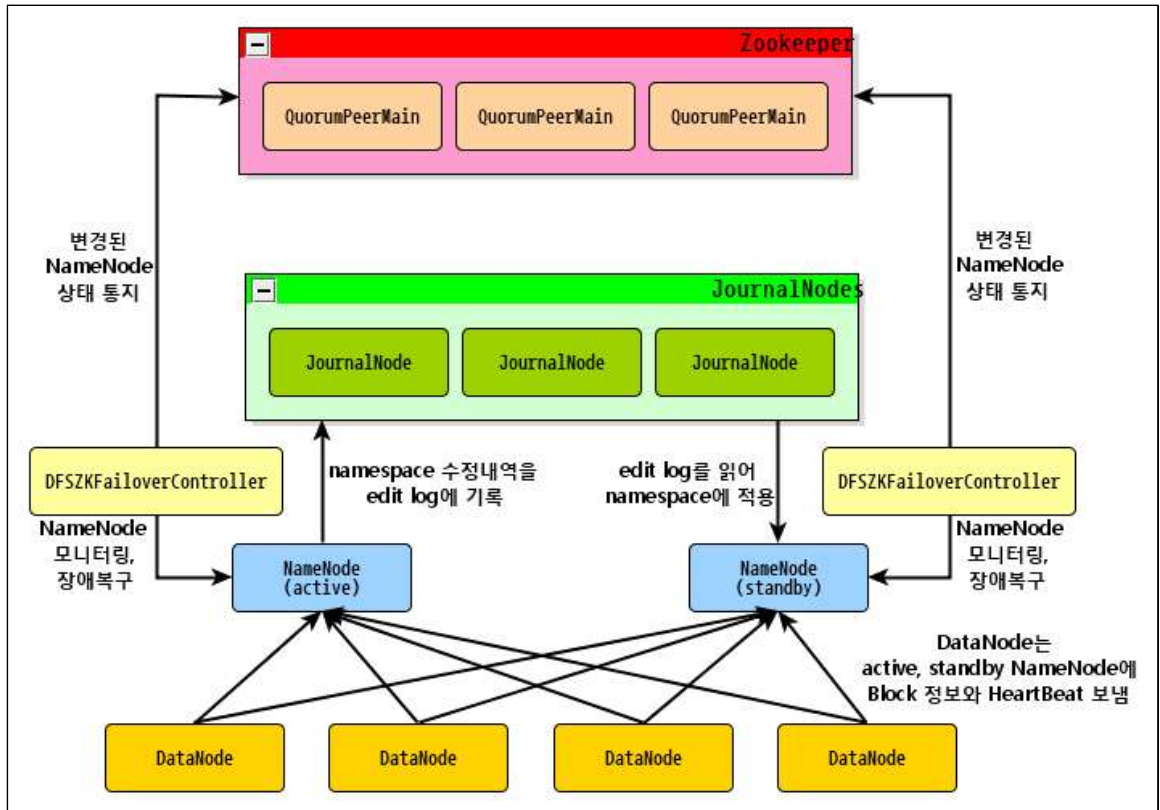 Zookeeper
QuorumPeerMain
QuorumPeerMain
QuorumPeerMain
변경된
NameNode
상태 통지
변경된
NameNode
상태 통지
JournalNodes
JournalNode
JournalNode
JournalNode
DFSZKFailoverController
namespace 수정내역을
edit log에 기록
edit log를 읽어
namespace에 적용
DFSZKFailoverController
NameNode
모니터링,
장애복구
NameNode
(active)
NameNode
(standby)
NameNode
모니터링,
장애복구
DataNode는
active, standby NameNode에
Block 정보와 HeartBeat 보냄
DataNode
DataNode
DataNode
DataNode